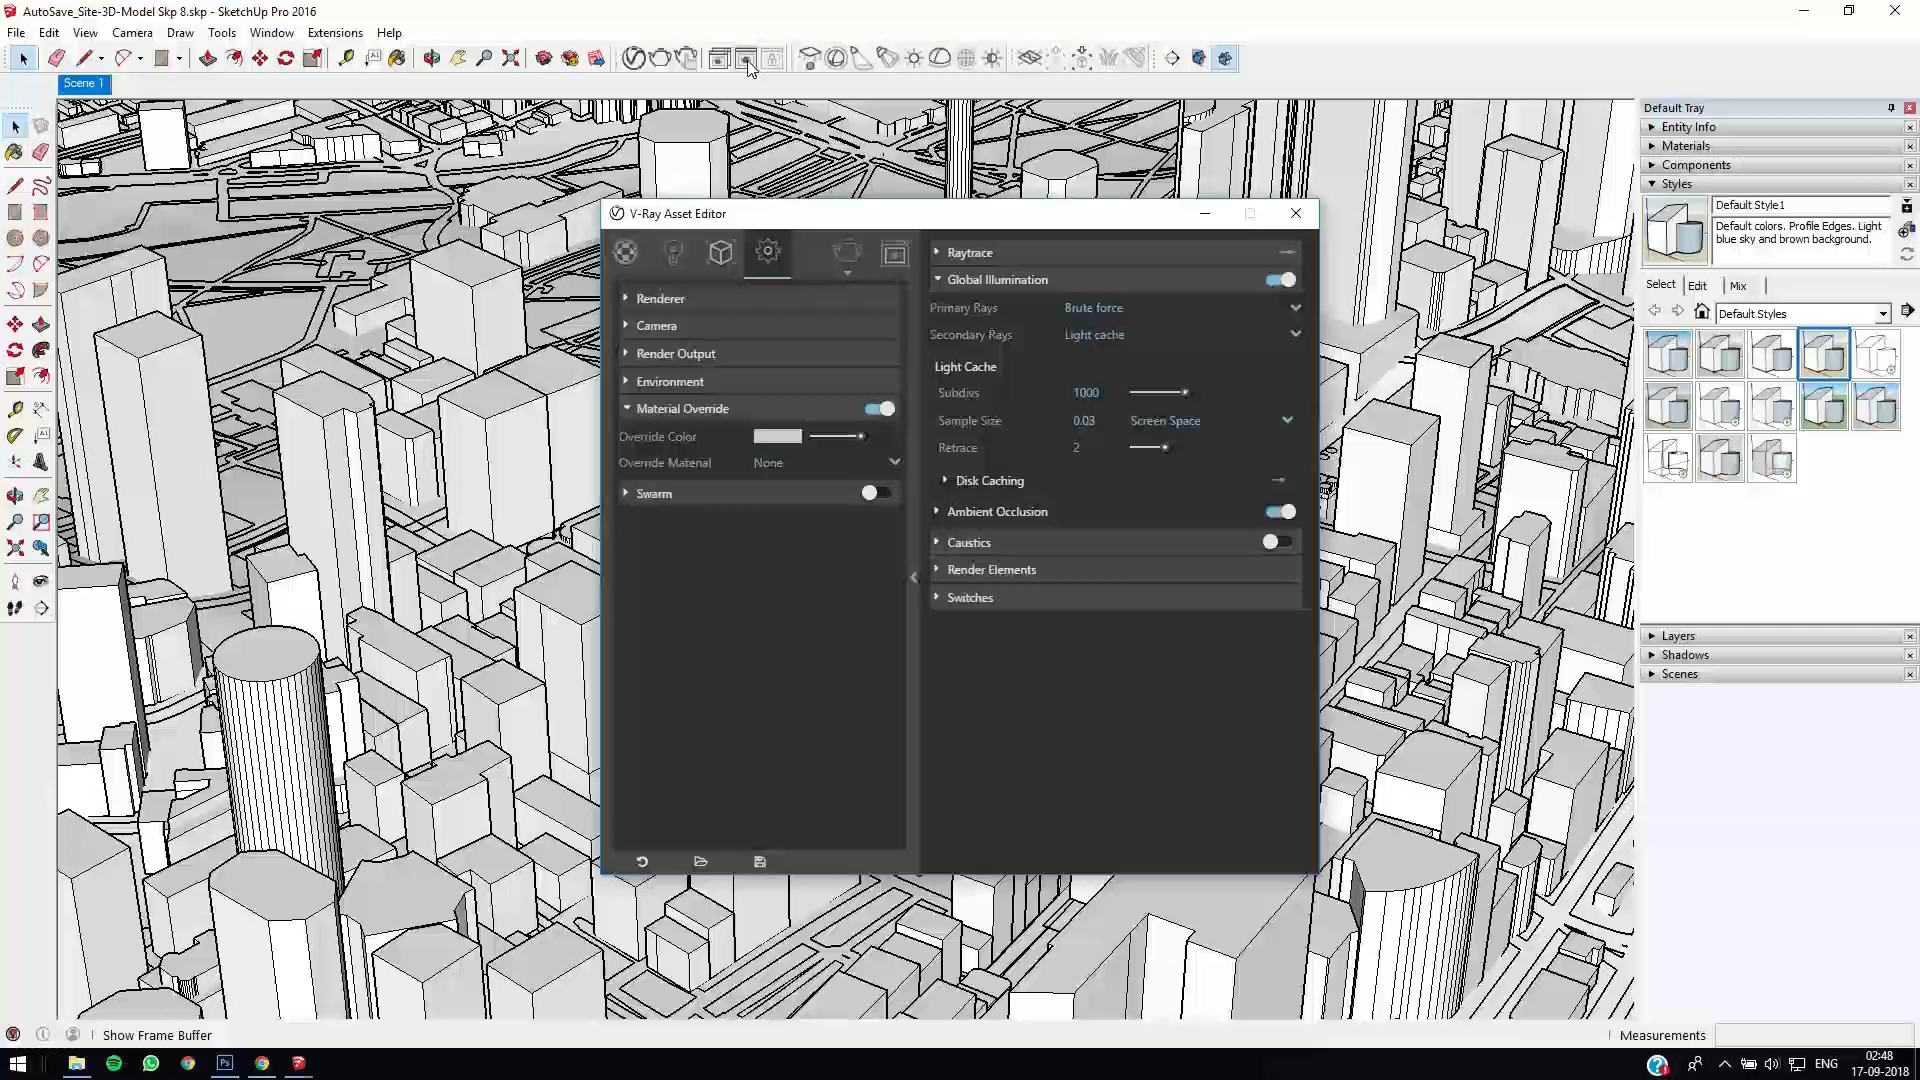 AutoSave_Site-3D-Model Skp 8.skp - SketchUp Pro 2016
File Edit View Camera Draw Tools Window Extensions Help
Scene 1
Default Tray
Entity Info
Materials
Components
Styles
Default Style1
Default colors. Profile Edges. Light
blue sky and brown background.
Select Edit Mix
Default Styles
Layers
Shadows
Scenes
V-Ray Asset Editor
Renderer
Camera
Render Output
Environment
Material Override
Override Color
Override Material None
Swarm
Raytrace
Global Illumination
Primary Rays Brute force
Secondary Rays Light cache
Light Cache
Subdivs 1000
Sample Size 0.03 Screen Space
Retrace 2
Disk Caching
Ambient Occlusion
Caustics
Render Elements
Switches
Show Frame Buffer
Measurements
ENG
02:48
17-09-2018